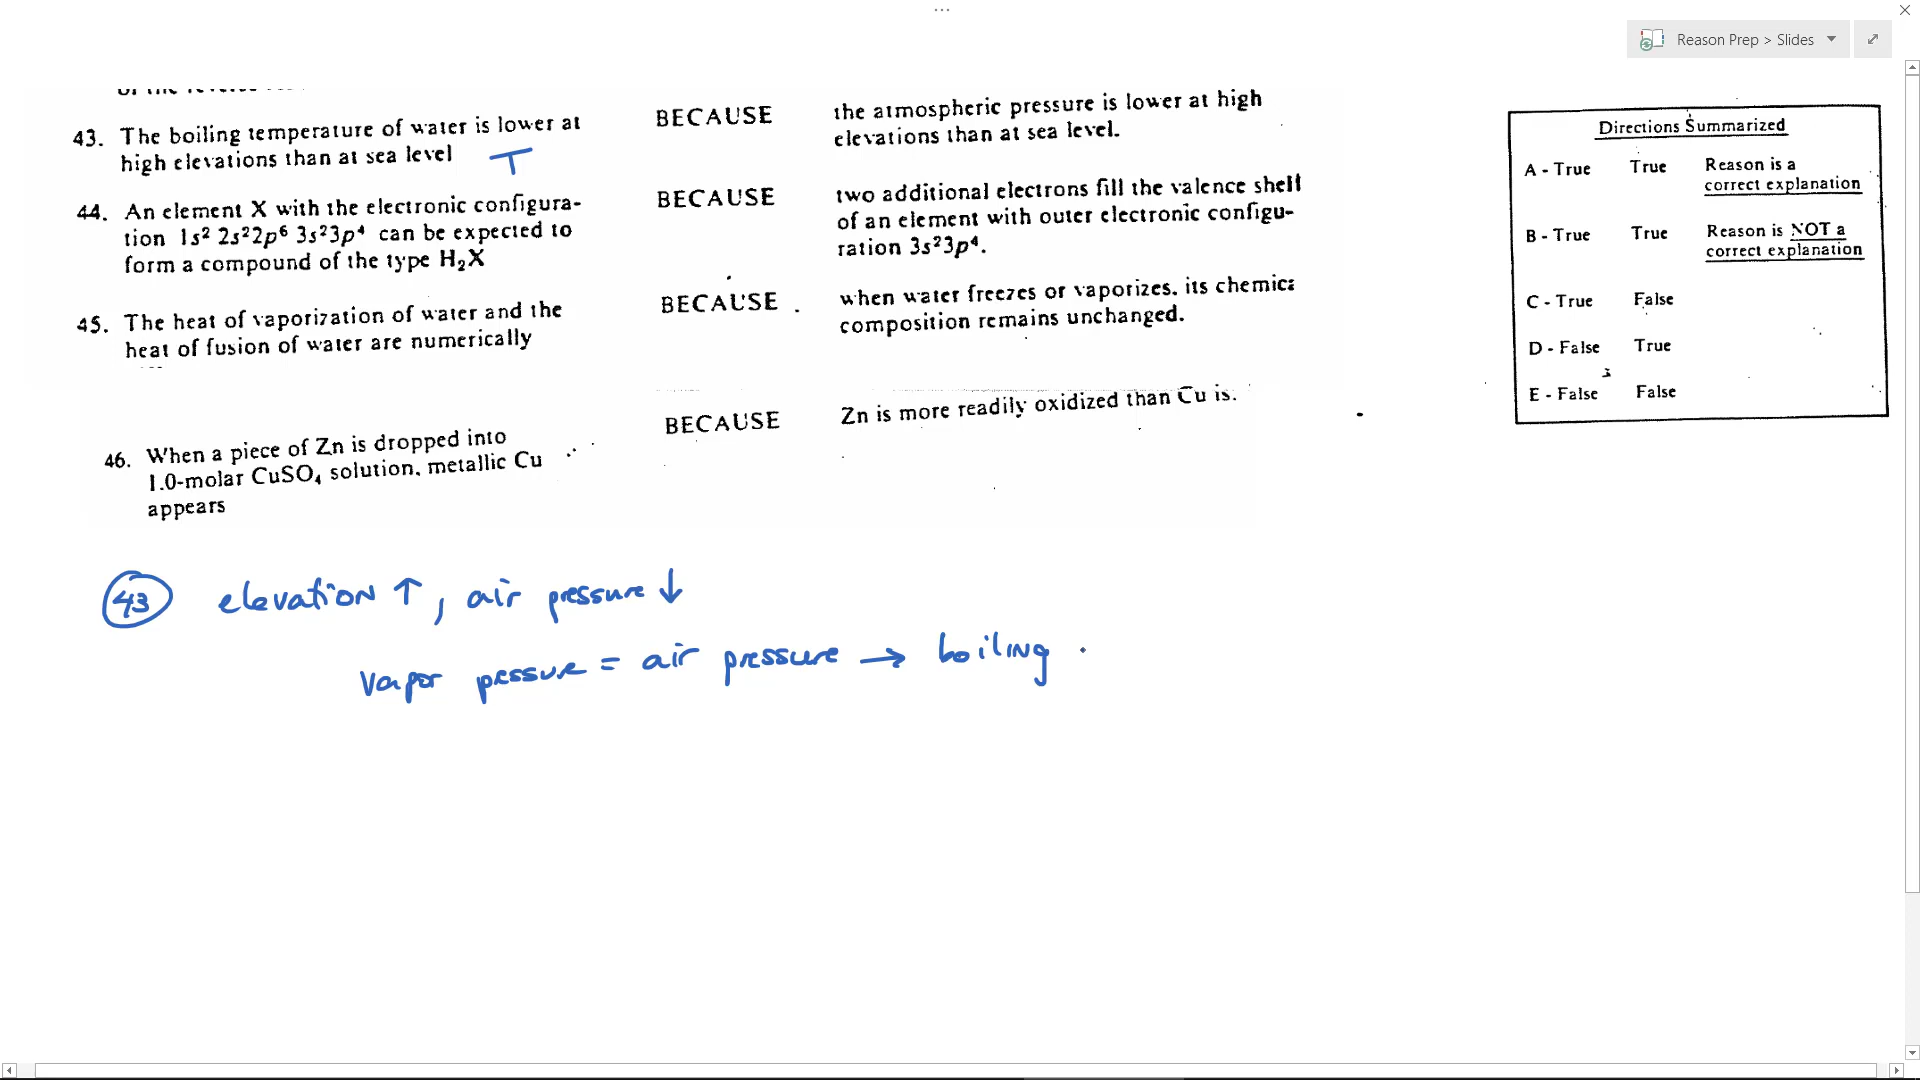 Reason Prep > Slides
43. The boiling temperature of water is lower at
high elevations than at sea level T
BECAUSE
the atmospheric pressure is lower at high
elevations than at sea level.
44. An element X with the electronic configura-
tion 1s² 2s²2p⁶ 3s²3p⁴ can be expected to
form a compound of the type H₂X
BECAUSE
two additional electrons fill the valence shell
of an element with outer electronic configu-
ration 3s²3p⁴.
45. The heat of vaporization of water and the
heat of fusion of water are numerically
BECAUSE
when water freezes or vaporizes, its chemica
composition remains unchanged.
46. When a piece of Zn is dropped into
1.0-molar CuSO₄ solution, metallic Cu
appears
BECAUSE
Zn is more readily oxidized than Cu is.
Directions Summarized
A - True True Reason is a
correct explanation
B - True True Reason is NOT a
correct explanation
C - True False
D - False True
E - False False
43 elevation ↑, air pressure ↓
vapor pressure = air pressure → boiling